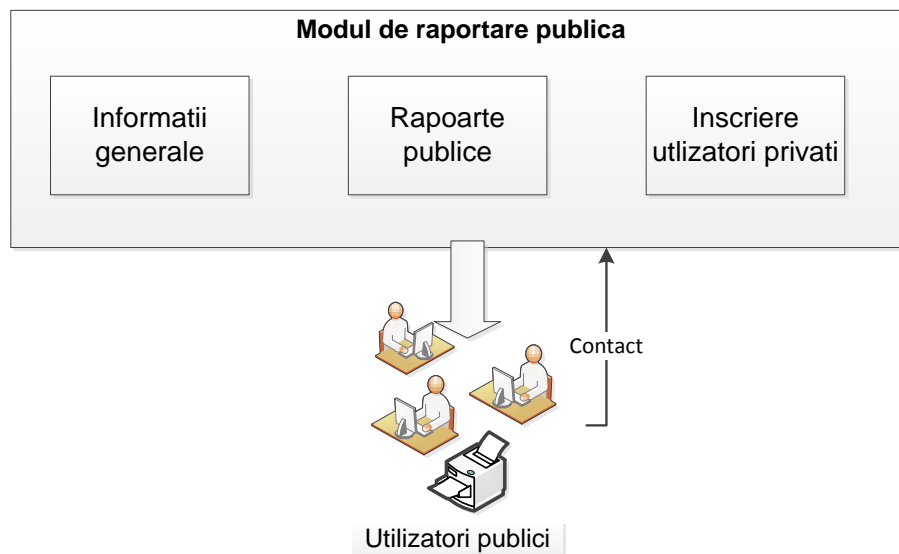 Modul de raportare publica
Informatii
generale
Rapoarte
publice
Inscriere
utlizatori privati
Contact
Utilizatori publici